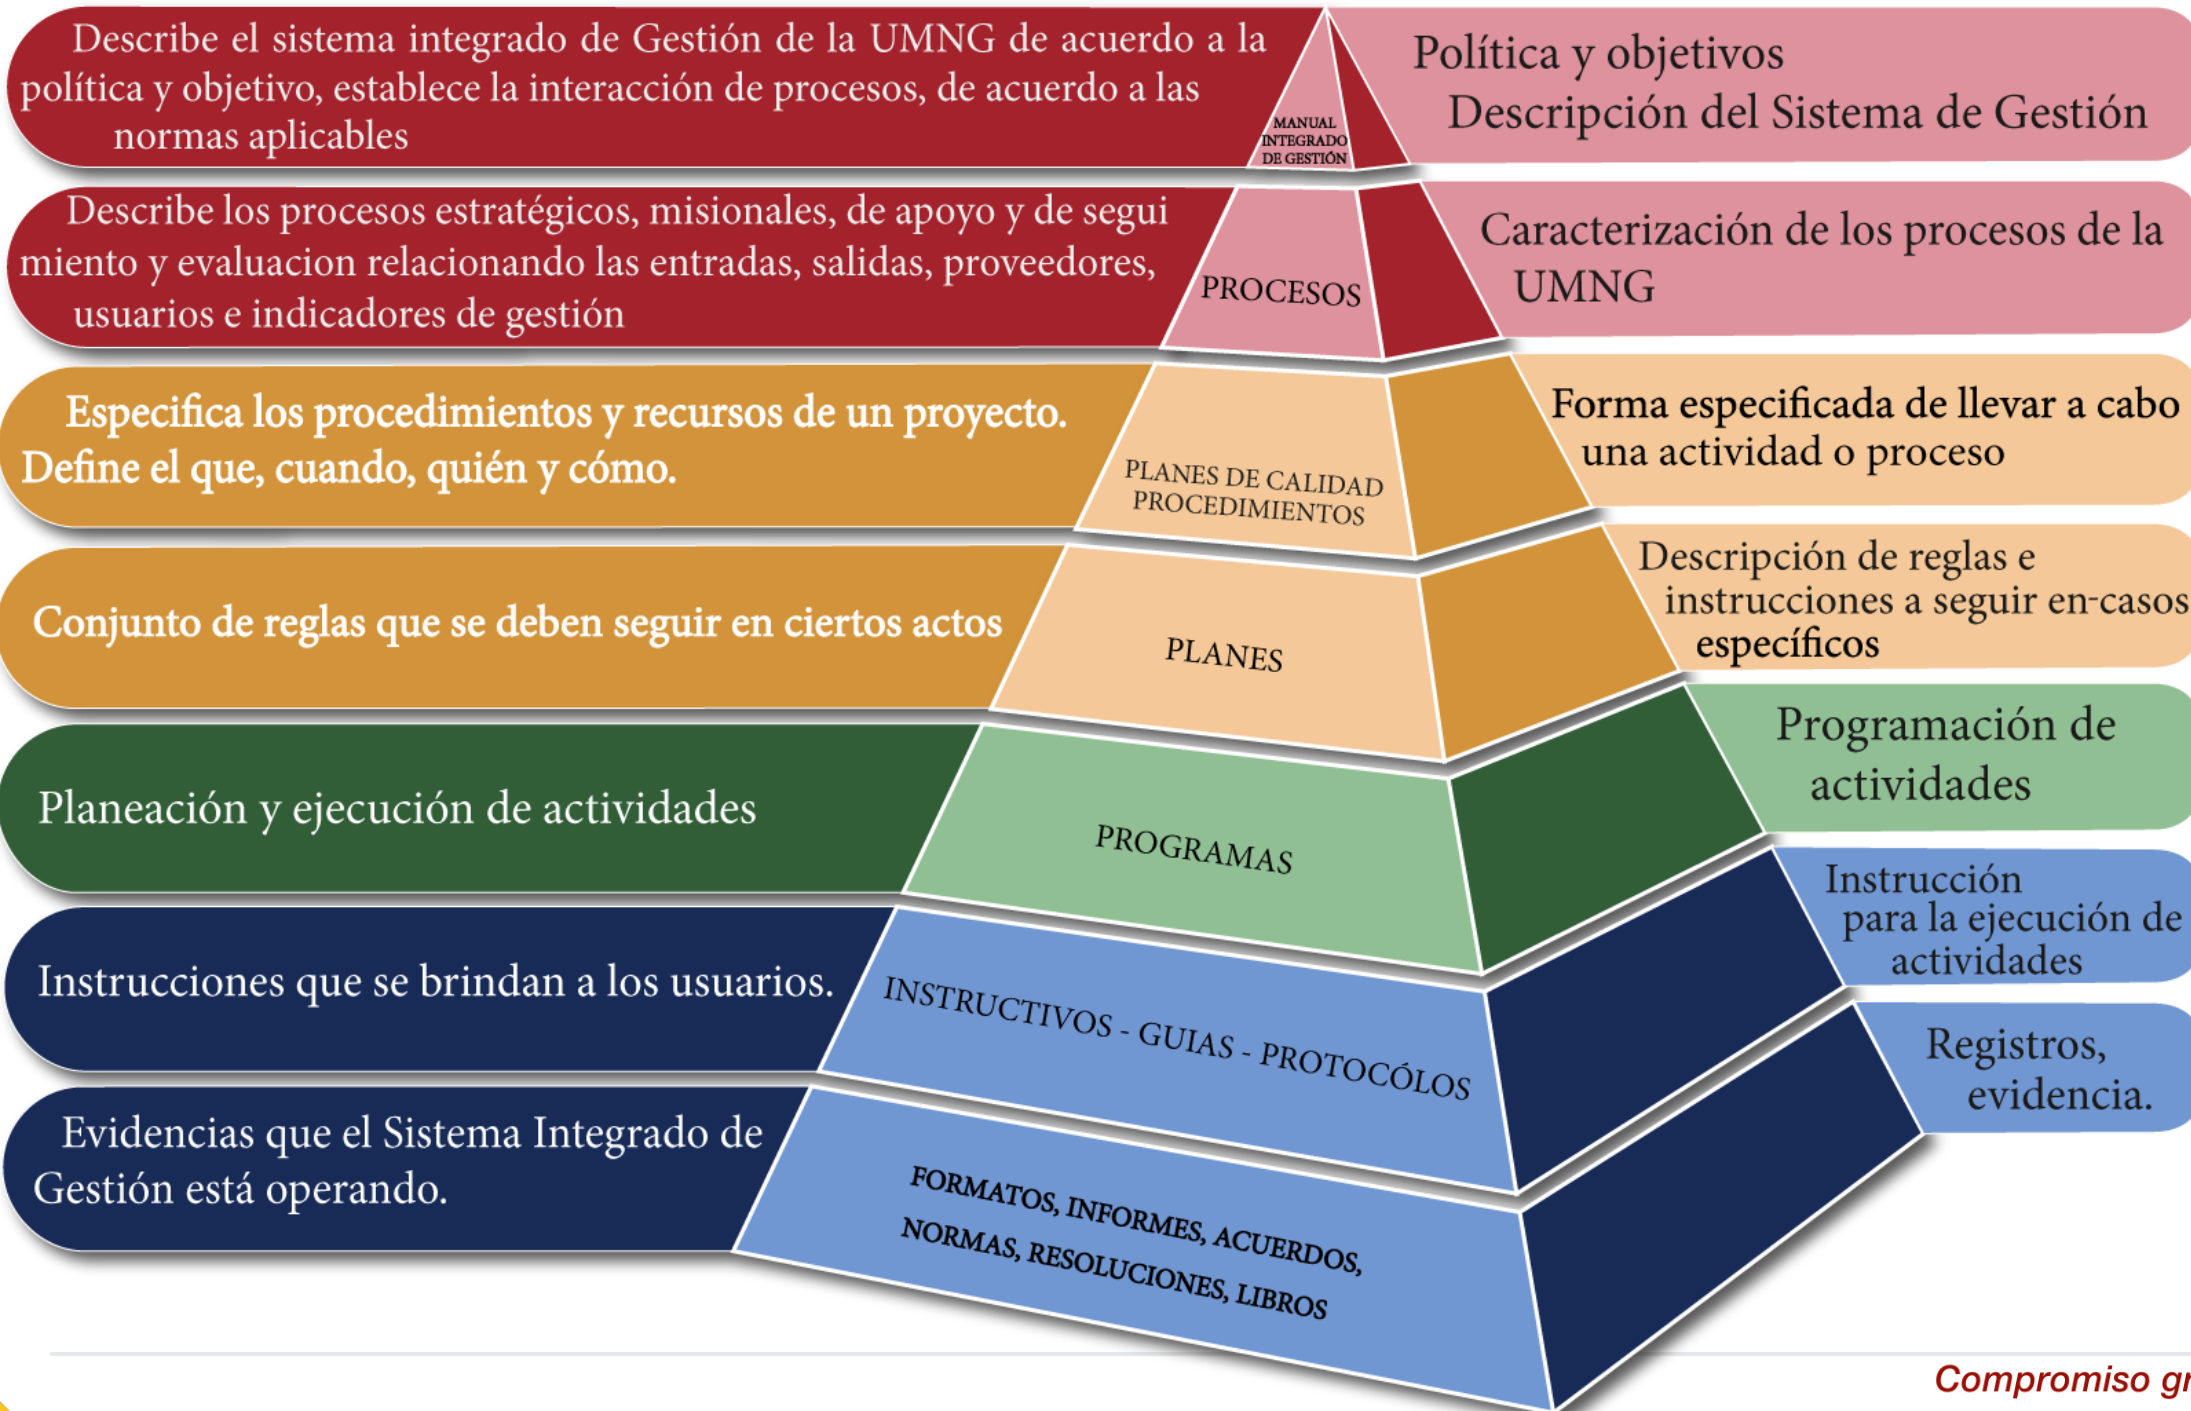 Describe el sistema integrado de Gestión de la UMNG de acuerdo a la
política y objetivo, establece la interacción de procesos, de acuerdo a las
normas aplicables
MANUAL
INTEGRADO
DE GESTIÓN
Política y objetivos
Descripción del Sistema de Gestión
Describe los procesos estratégicos, misionales, de apoyo y de segui
miento y evaluacion relacionando las entradas, salidas, proveedores,
usuarios e indicadores de gestión
PROCESOS
Caracterización de los procesos de la
UMNG
Especifica los procedimientos y recursos de un proyecto.
Define el que, cuando, quién y cómo.
PLANES DE CALIDAD
PROCEDIMIENTOS
Forma especificada de llevar a cabo
una actividad o proceso
Conjunto de reglas que se deben seguir en ciertos actos
PLANES
Descripción de reglas e
instrucciones a seguir en-casos
específicos
Planeación y ejecución de actividades
PROGRAMAS
Programación de
actividades
Instrucciones que se brindan a los usuarios.
INSTRUCTIVOS - GUIAS - PROTOCÓLOS
Instrucción
para la ejecución de
actividades
Evidencias que el Sistema Integrado de
Gestión está operando.
FORMATOS, INFORMES, ACUERDOS,
NORMAS, RESOLUCIONES, LIBROS
Registros,
evidencia.
Compromiso